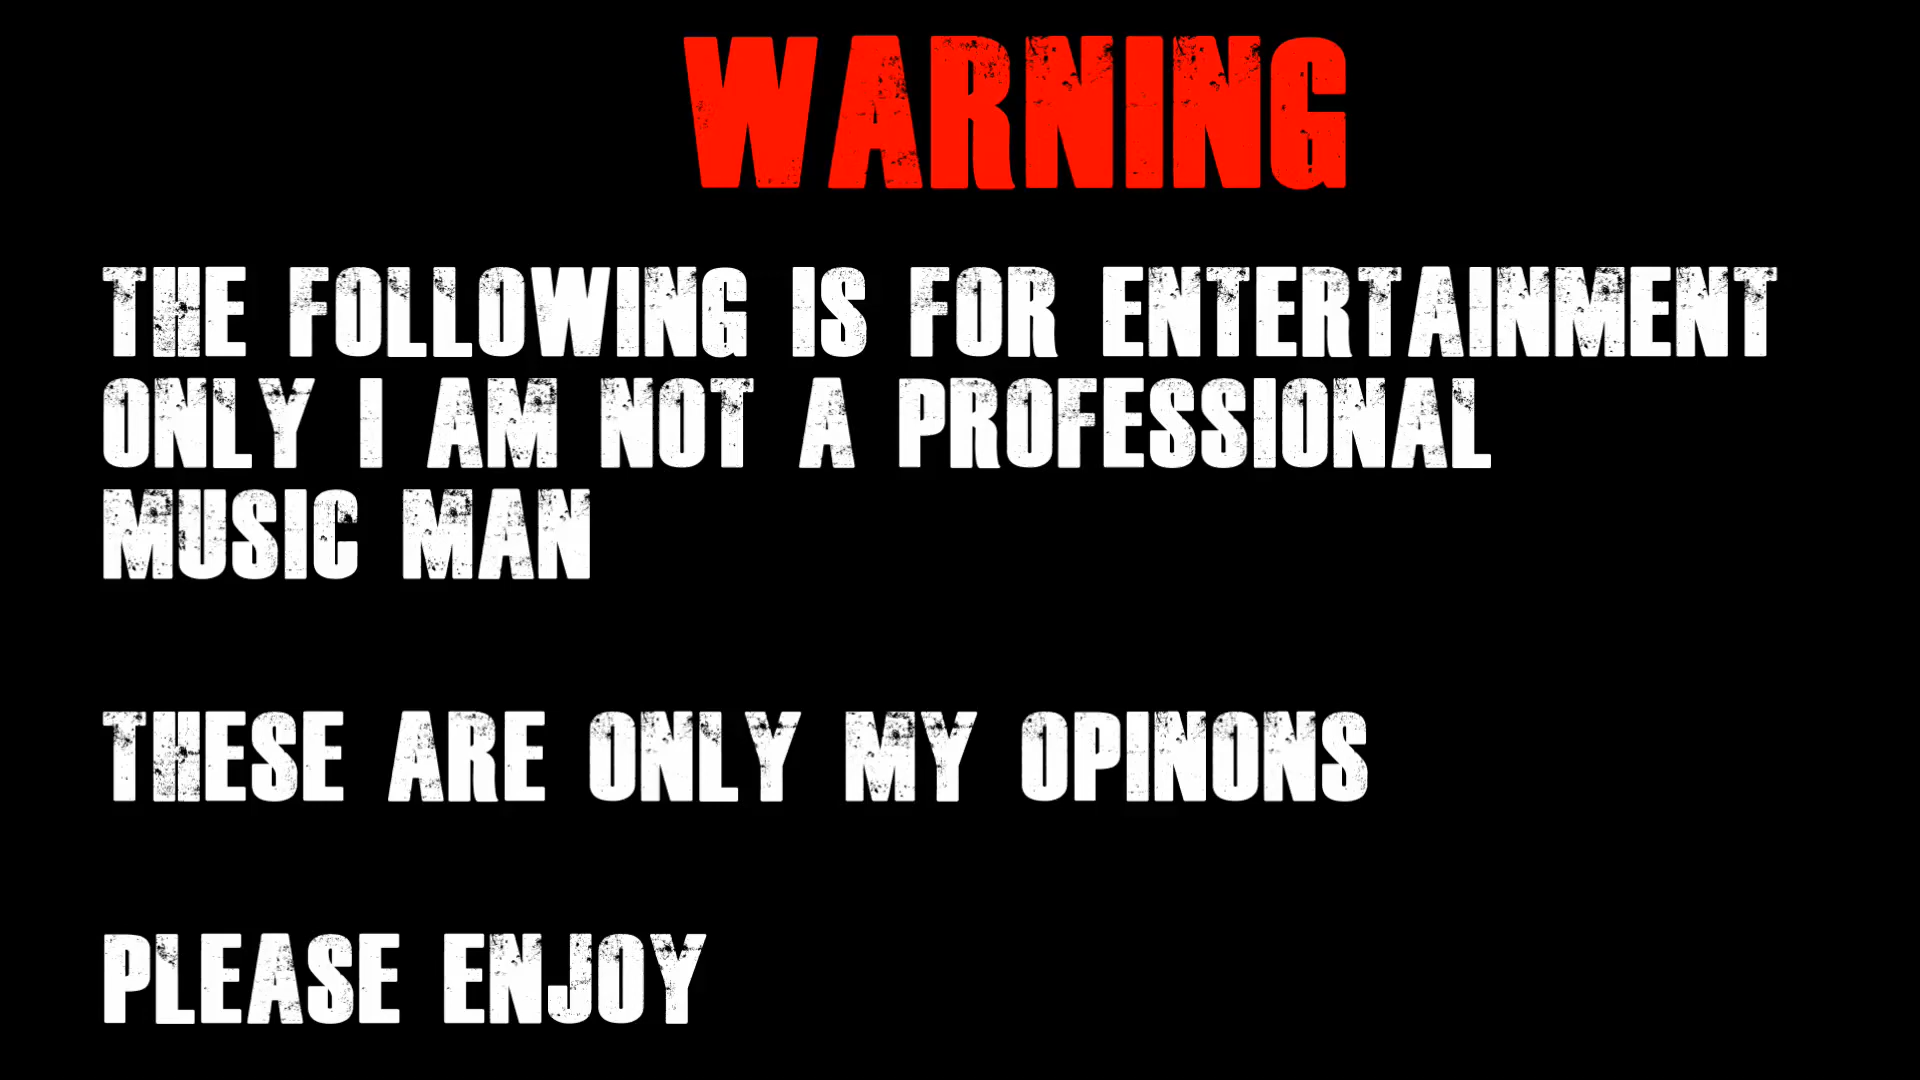 WARNING
THE FOLLOWING IS FOR ENTERTAINMENT
ONLY I AM NOT A PROFESSIONAL
MUSIC MAN
THESE ARE ONLY MY OPINONS
PLEASE ENJOY